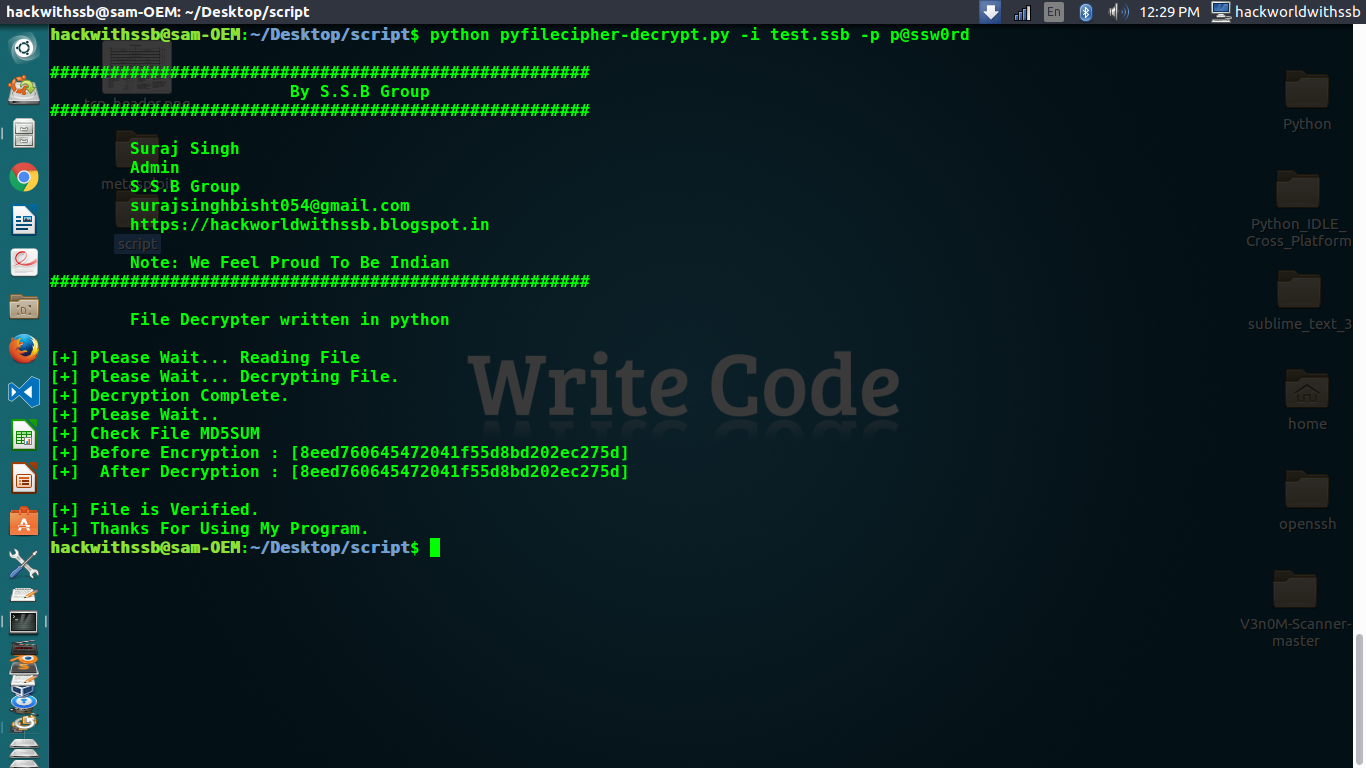 hackwithssb@sam-OEM: ~/Desktop/script
En
12:29 PM
hackworldwithssb
hackwithssb@sam-OEM:~/Desktop/script$ python pyfilecipher-decrypt.py -i test.ssb -p p@ssw0rd
######################################################
By S.S.B Group
######################################################
Suraj Singh
Admin
S.S.B Group
surajsinghbisht054@gmail.com
https://hackworldwithssb.blogspot.in
Note: We Feel Proud To Be Indian
######################################################
File Decrypter written in python
[+] Please Wait... Reading File
[+] Please Wait... Decrypting File.
[+] Decryption Complete.
[+] Please Wait..
[+] Check File MD5SUM
[+] Before Encryption : [8eed760645472041f55d8bd202ec275d]
[+]  After Decryption : [8eed760645472041f55d8bd202ec275d]
[+] File is Verified.
[+] Thanks For Using My Program.
hackwithssb@sam-OEM:~/Desktop/script$
tcp_header.png
script
Write Code
Python
Python_IDLE_
Cross_Platform
sublime_text_3
home
openssh
V3n0M-Scanner-
master